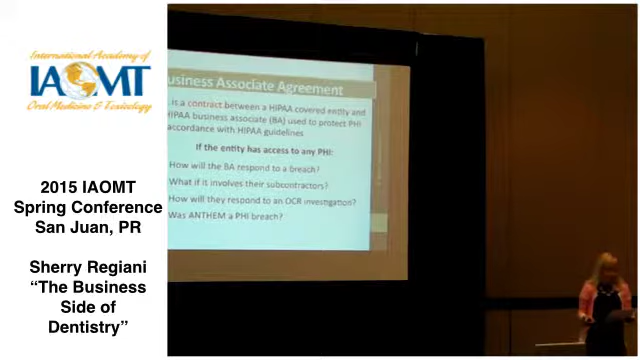 International Academy of
IAOMT
Oral Medicine & Toxicology
2015 IAOMT
Spring Conference
San Juan, PR
Sherry Regiani
“The Business
Side of
Dentistry”
usiness Associate Agreement
is a contract between a HIPAA covered entity and
HIPAA business associate (BA) used to protect PHI
accordance with HIPAA guidelines
If the entity has access to any PHI:
How will the BA respond to a breach?
What if it involves their subcontractors?
How will they respond to an OCR investigation?
Was ANTHEM a PHI breach?